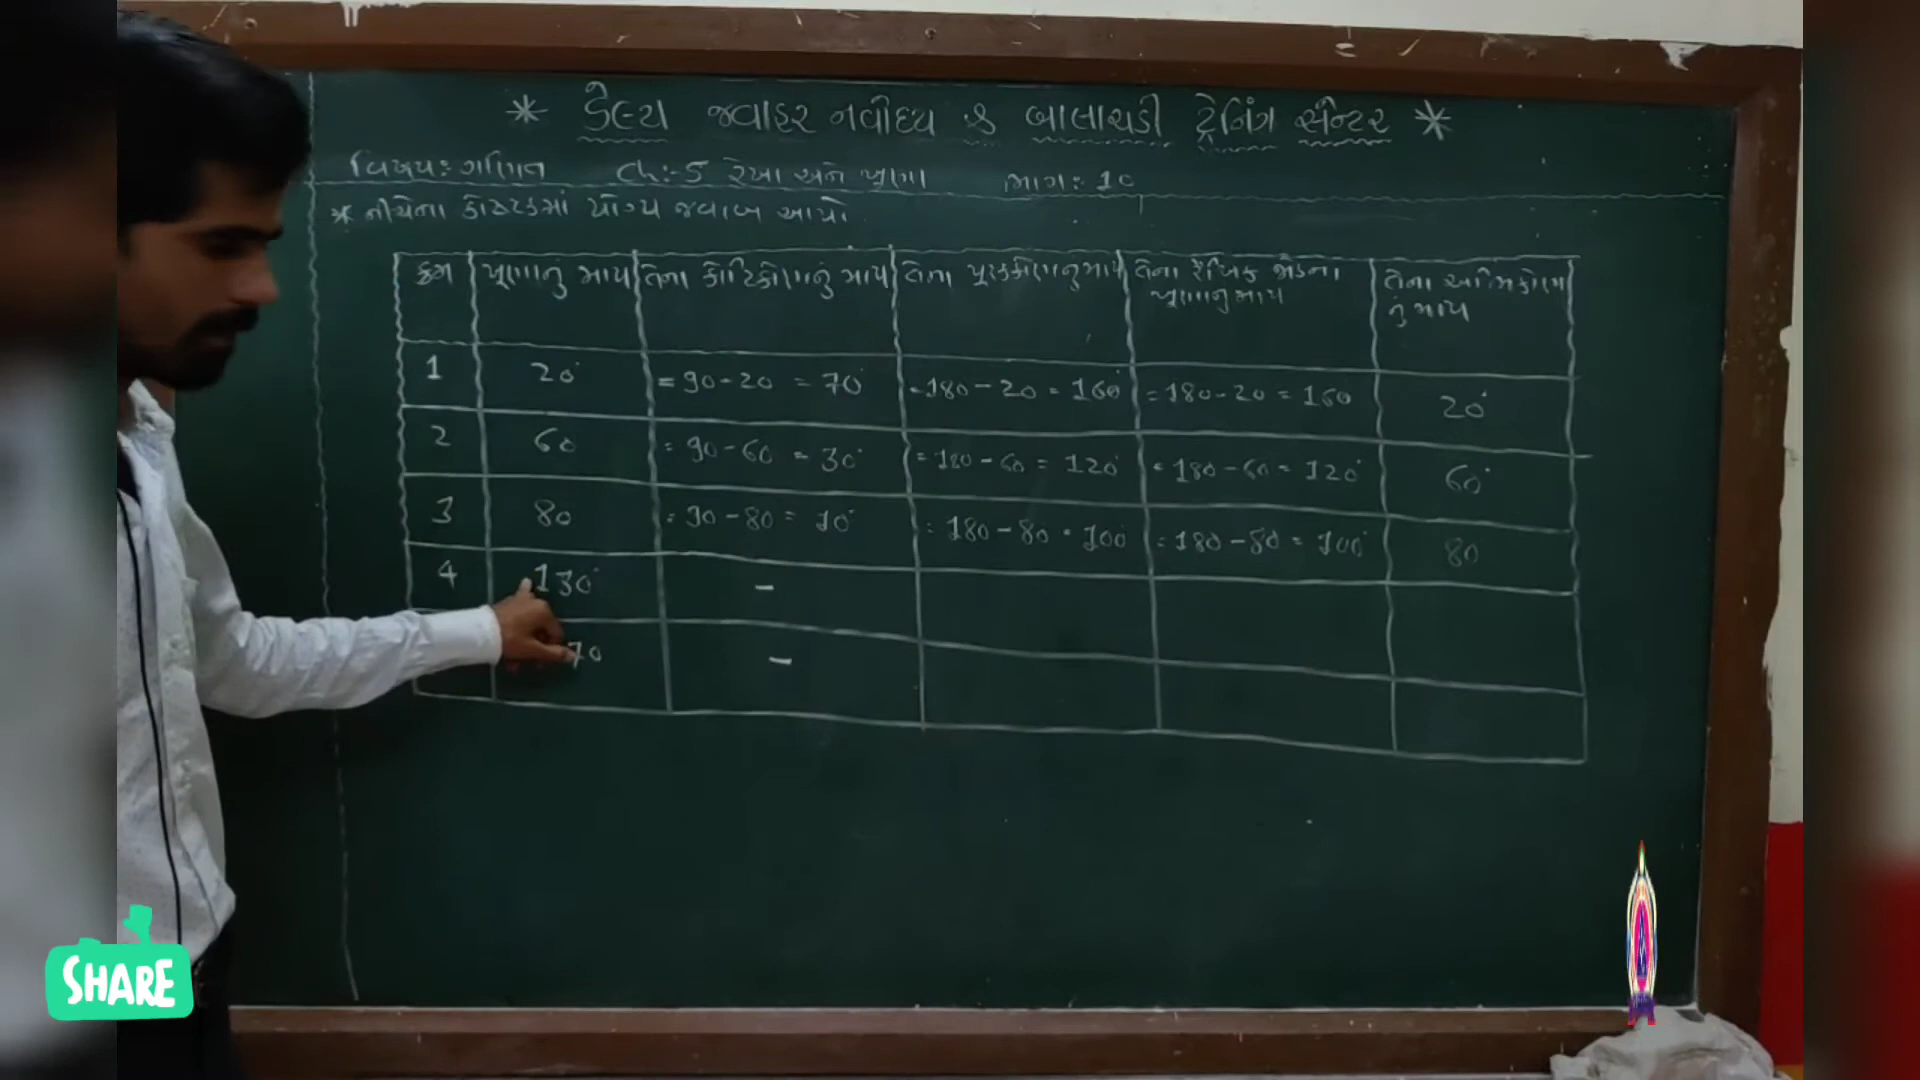 * કૈલ્ય જવાહર નવોદય & બાલાચડી ટ્રેનિંગ સેન્ટર *
વિષય: ગણિત Ch:-5 રેખા અને ખૂણા ભાગ: 10
* નીચેના કોષ્ટકમાં યોગ્ય જવાબ આપો
ક્રમ ખૂણાનું માપ તેના કોટિકોણનું માપ તેના પૂરકકોણનુ માપ તેના રૈખિક જોડના ખૂણાનુ માપ તેના અભિકોણ નું માપ
1 20° = 90-20 = 70° = 180-20 = 160° = 180-20 = 160 20°
2 60 = 90-60 = 30° = 180-60 = 120° = 180-60 = 120° 60°
3 80 = 90-80 = 10° = 180-80 = 100° = 180-80 = 100° 80
4 130° -
70 -
SHARE